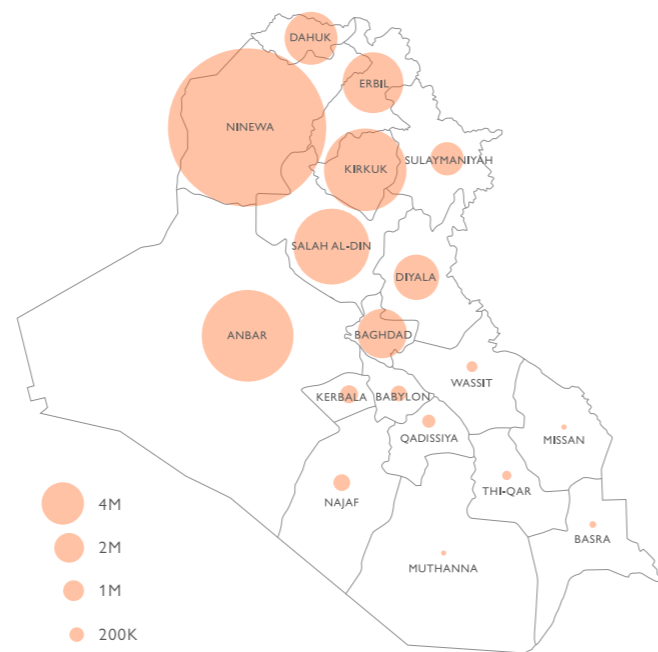 DAHUK
ERBIL
NINEWA
SULAYMANIYAH
KIRKUK
SALAH AL-DIN
DIYALA
ANBAR
BAGHDAD
WASSIT
KERBALA
BABYLON
QADISSIYA
MISSAN
THI-QAR
NAJAF
BASRA
MUTHANNA
4M
2M
1M
200K